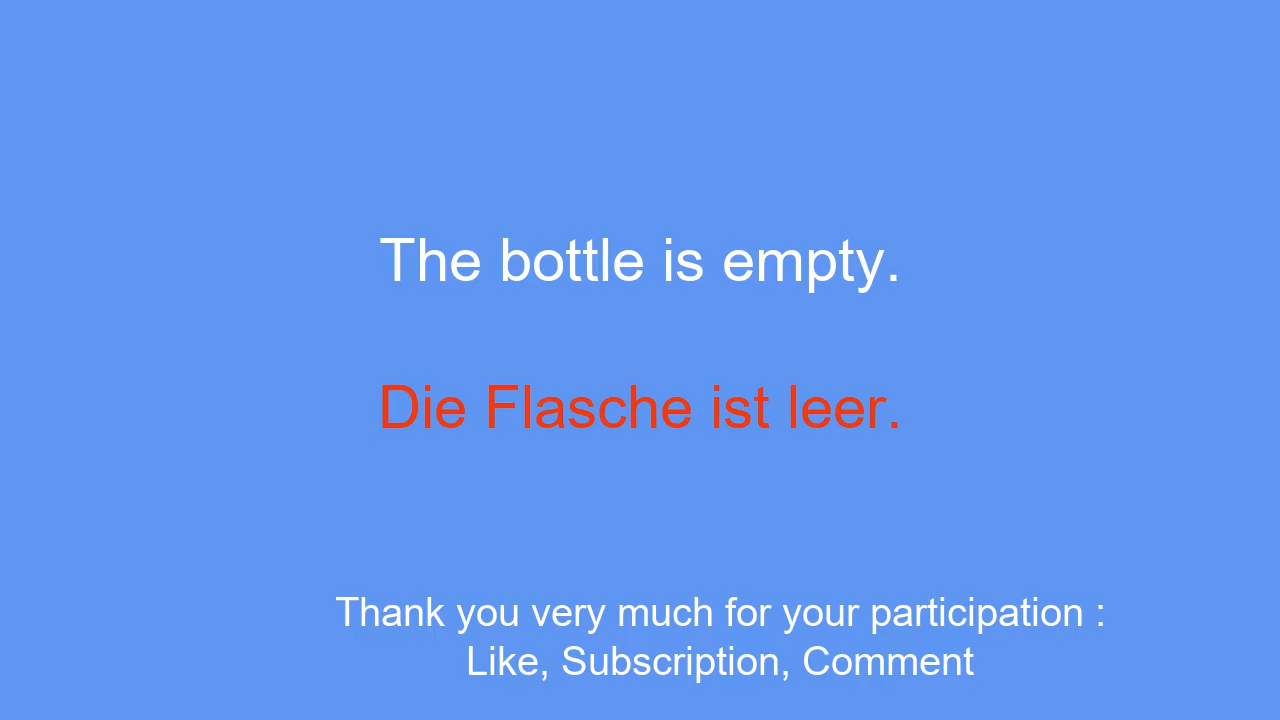 The bottle is empty.
Die Flasche ist leer.
Thank you very much for your participation :
Like, Subscription, Comment